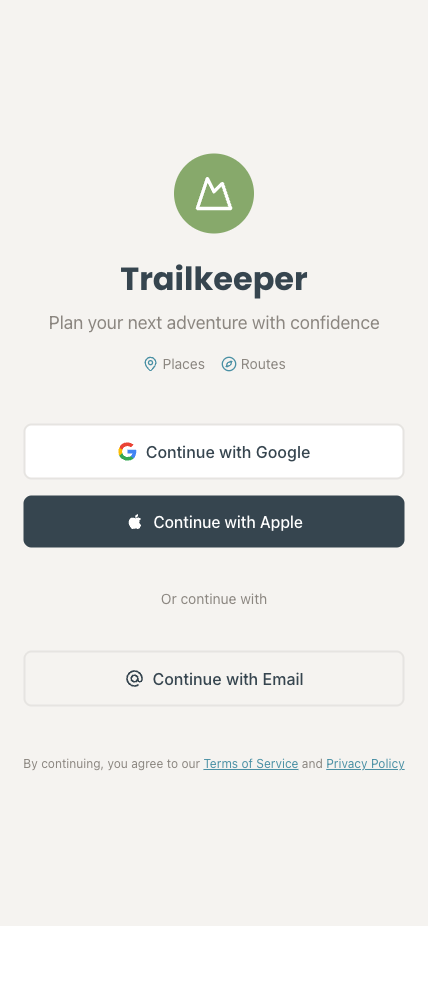 Trailkeeper
Plan your next adventure with confidence
Places Routes
Continue with Google
Continue with Apple
Or continue with
Continue with Email
By continuing, you agree to our Terms of Service and Privacy Policy